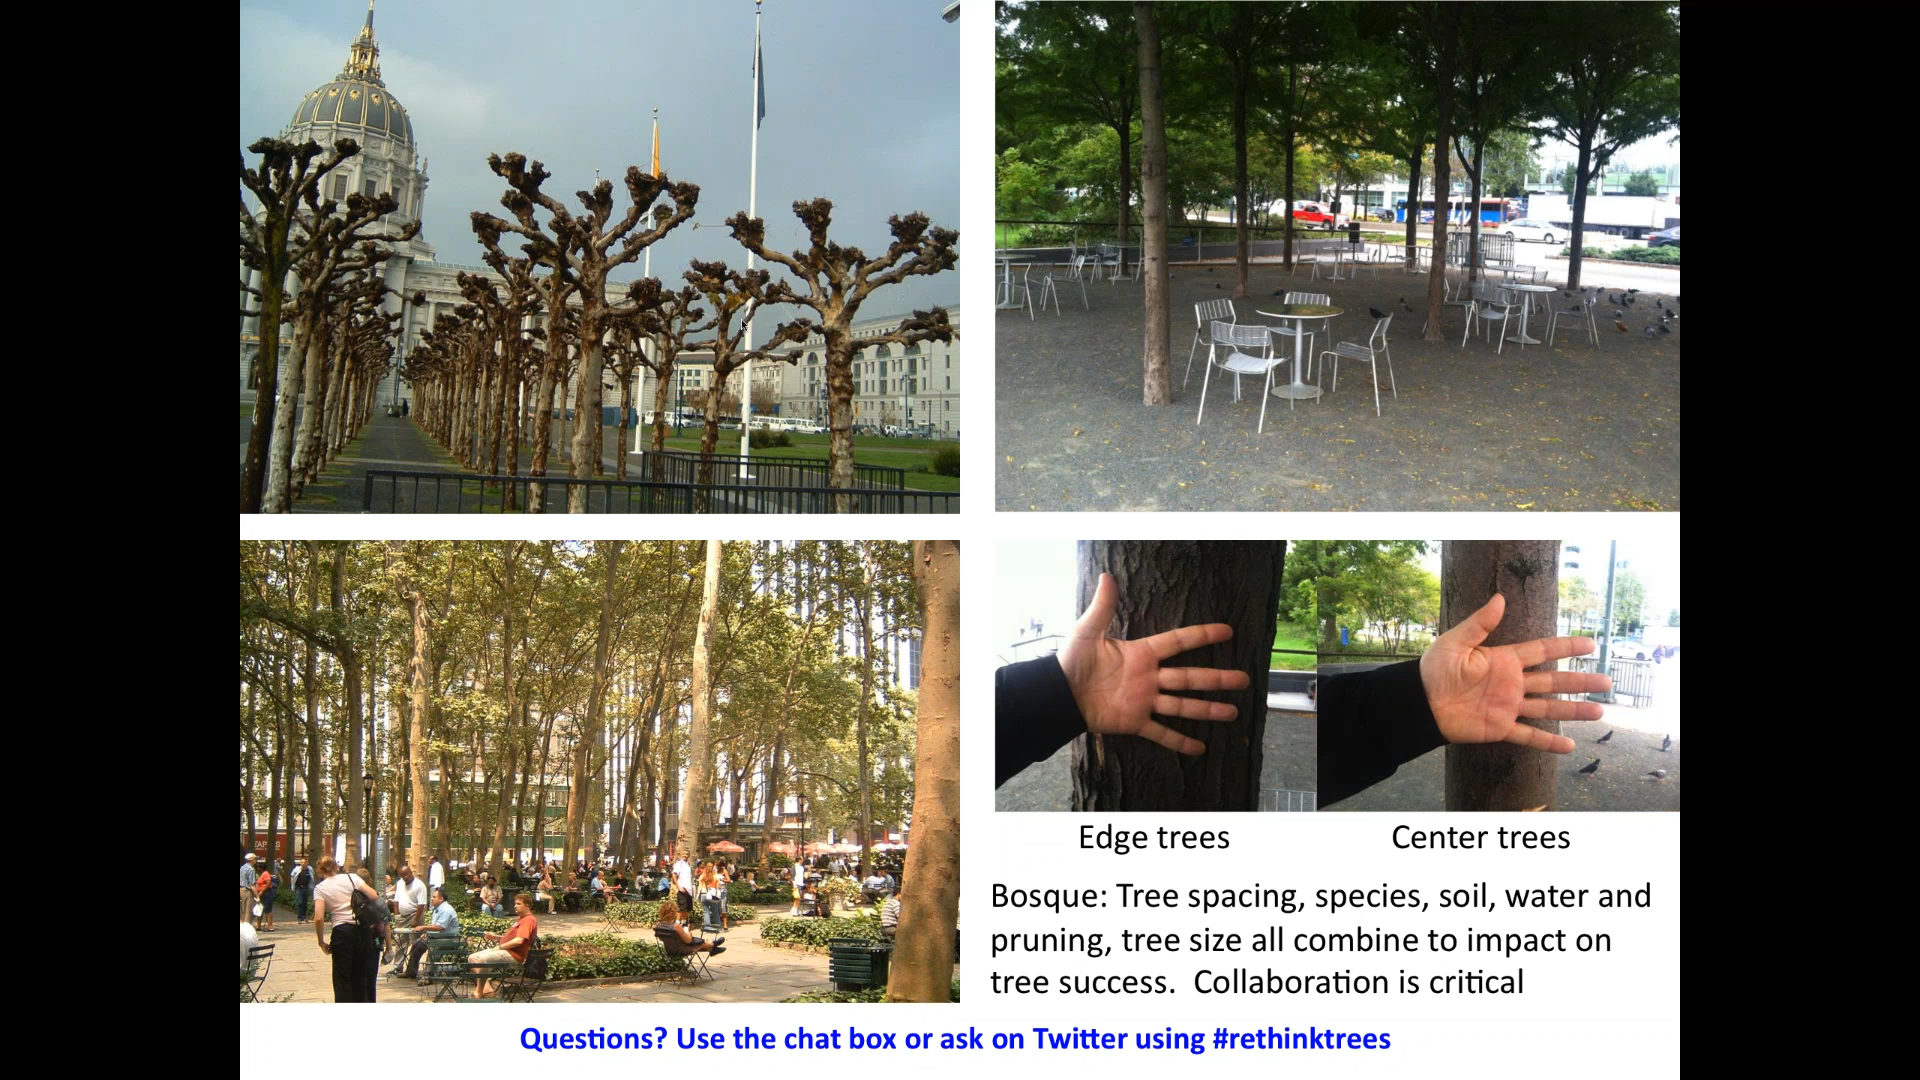 Edge trees
Center trees
Bosque: Tree spacing, species, soil, water and
pruning, tree size all combine to impact on
tree success.  Collaboration is critical
Questions? Use the chat box or ask on Twitter using #rethinktrees